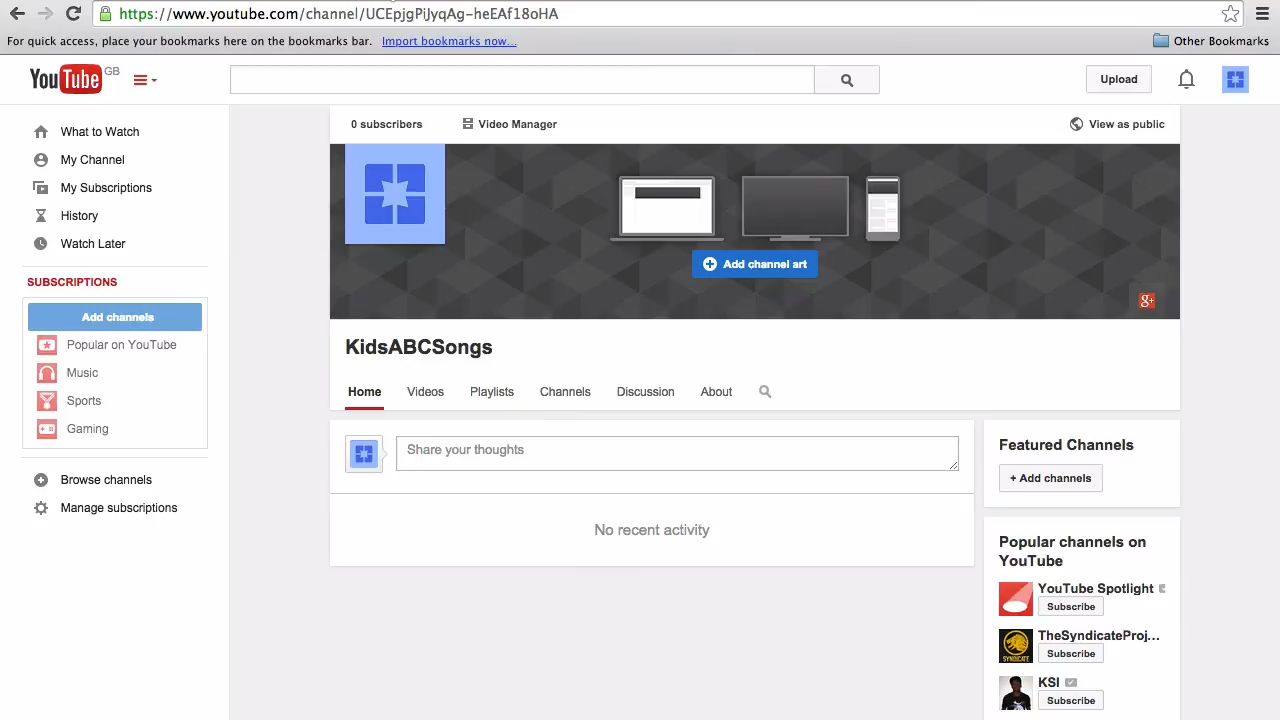 https://www.youtube.com/channel/UCEpjgPiJyqAg-heEAf18oHA
For quick access, place your bookmarks here on the bookmarks bar. Import bookmarks now...
Other Bookmarks
YouTube GB
Upload
What to Watch
My Channel
My Subscriptions
History
Watch Later
SUBSCRIPTIONS
Add channels
Popular on YouTube
Music
Sports
Gaming
Browse channels
Manage subscriptions
0 subscribers
Video Manager
View as public
Add channel art
g+
KidsABCSongs
Home
Videos
Playlists
Channels
Discussion
About
Share your thoughts
No recent activity
Featured Channels
+ Add channels
Popular channels on
YouTube
YouTube Spotlight
Subscribe
TheSyndicateProj...
SYNDICATE
Subscribe
KSI
Subscribe